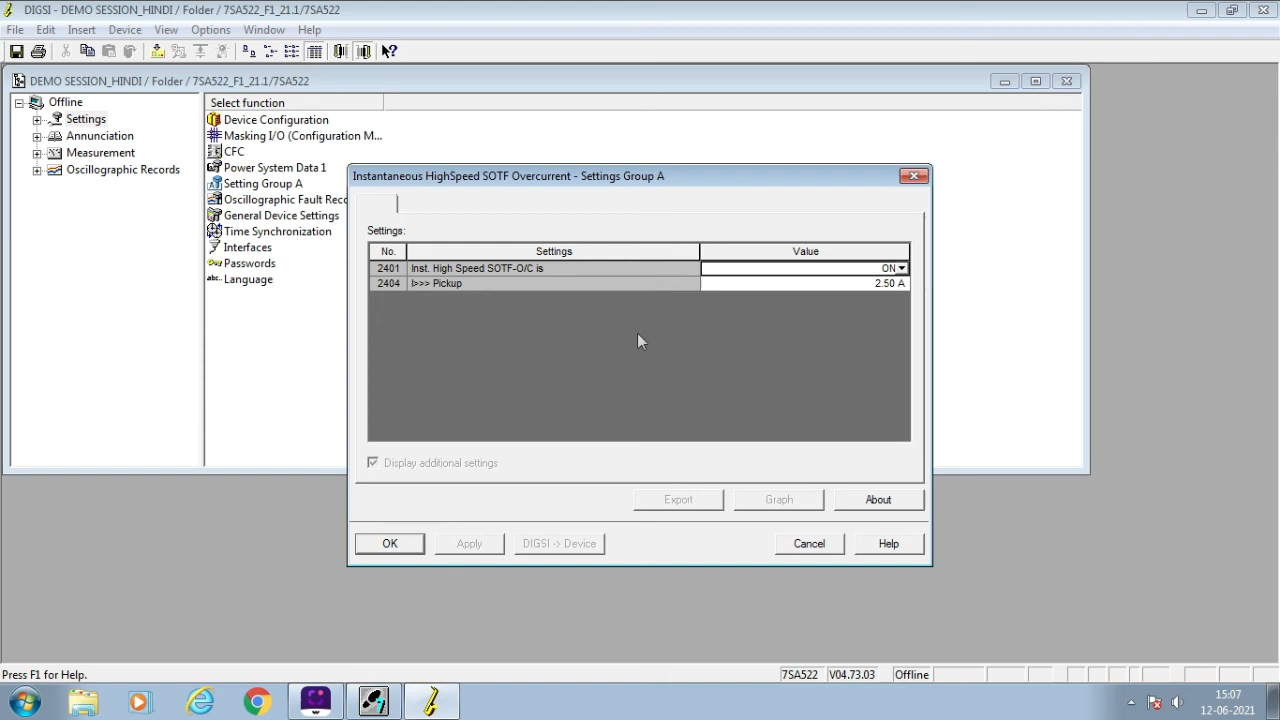 DIGSI - DEMO SESSION_HINDI / Folder / 7SA522_F1_21.1/7SA522
File Edit Insert Device View Options Window Help
DEMO SESSION_HINDI / Folder / 7SA522_F1_21.1/7SA522
Offline
Settings
Annunciation
Measurement
Oscillographic Records
Select function
Device Configuration
Masking I/O (Configuration M...
CFC
Power System Data 1
Setting Group A
Oscillographic Fault Reco
General Device Settings
Time Synchronization
Interfaces
Passwords
abc.. Language
Instantaneous HighSpeed SOTF Overcurrent - Settings Group A
Settings:
No. Settings Value
2401 Inst. High Speed SOTF-O/C is ON
2404 I>>> Pickup 2.50 A
Display additional settings
Export Graph About
OK Apply DIGSI -> Device Cancel Help
Press F1 for Help. 7SA522 V04.73.03 Offline
15:07
12-06-2021